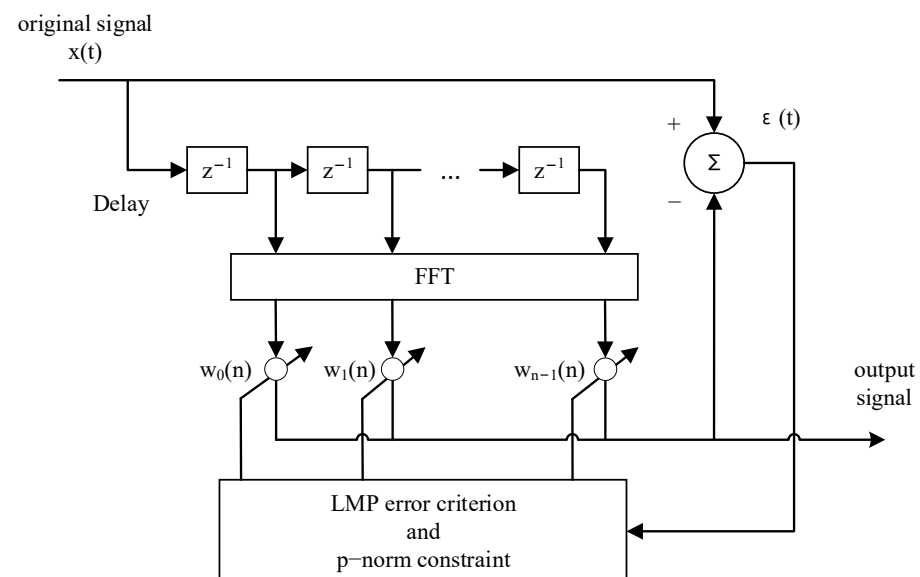 original signal
x(t)
+
ε (t)
z⁻¹
z⁻¹
...
z⁻¹
Σ
Delay
−
FFT
w₀(n)
w₁(n)
wₙ₋₁(n)
output
signal
LMP error criterion
and
p−norm constraint